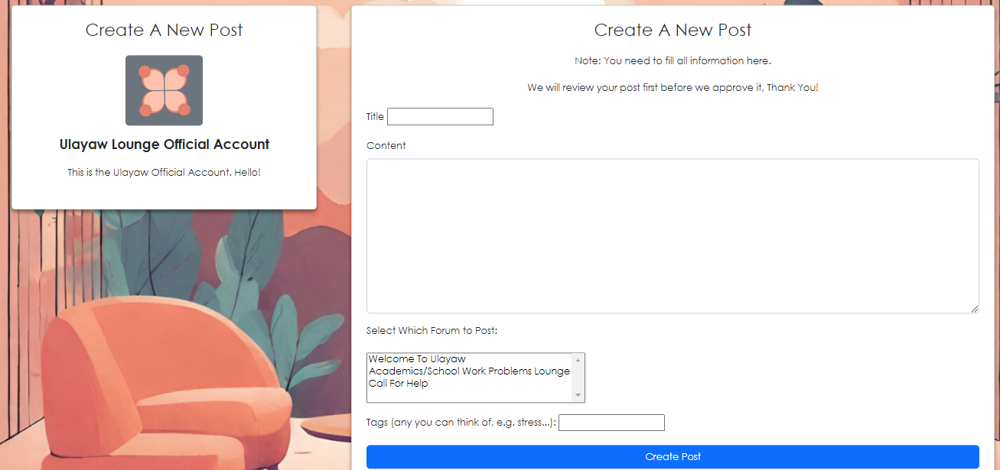 Create A New Post
Ulayaw Lounge Official Account
This is the Ulayaw Official Account. Hello!
Create A New Post
Note: You need to fill all information here.
We will review your post first before we approve it, Thank You!
Title
Content
Select Which Forum to Post:
Welcome To Ulayaw
Academics/School Work Problems Lounge
Call For Help
Tags (any you can think of, e.g. stress...):
Create Post